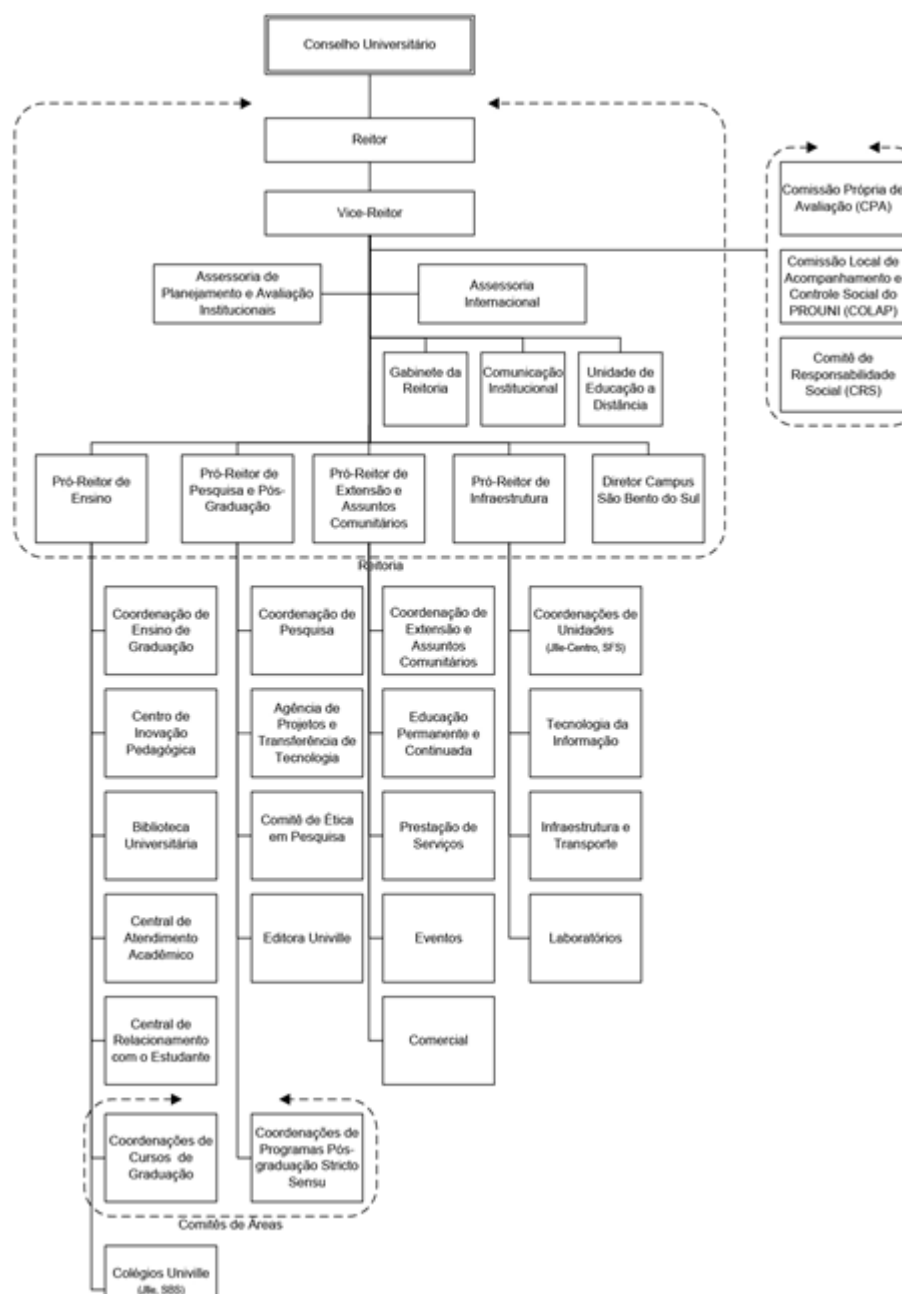 Conselho Universitário
Reitor
Vice-Reitor
Comissão Própria de
Avaliação (CPA)
Comissão Local de
Acompanhamento e
Controle Social do
PROUNI (COLAP)
Comitê de
Responsabilidade
Social (CRS)
Assessoria de
Planejamento e Avaliação
Institucionais
Assessoria
Internacional
Gabinete da
Reitoria
Comunicação
Institucional
Unidade de
Educação a
Distância
Pró-Reitor de
Ensino
Pró-Reitor de
Pesquisa e Pós-
Graduação
Pró-Reitor de
Extensão e
Assuntos
Comunitários
Pró-Reitor de
Infraestrutura
Diretor Campus
São Bento do Sul
Reitoria
Coordenação de
Ensino de
Graduação
Coordenação de
Pesquisa
Coordenação de
Extensão e
Assuntos
Comunitários
Coordenações de
Unidades
(Jlle-Centro, SFS)
Centro de
Inovação
Pedagógica
Agência de
Projetos e
Transferência de
Tecnologia
Educação
Permanente e
Continuada
Tecnologia da
Informação
Biblioteca
Universitária
Comitê de Ética
em Pesquisa
Prestação de
Serviços
Infraestrutura e
Transporte
Central de
Atendimento
Acadêmico
Editora Univille
Eventos
Laboratórios
Central de
Relacionamento
com o Estudante
Comercial
Coordenações de
Cursos de
Graduação
Coordenações de
Programas Pós-
graduação Stricto
Sensu
Comitês de Áreas
Colégios Univille
(Jlle, SBS)